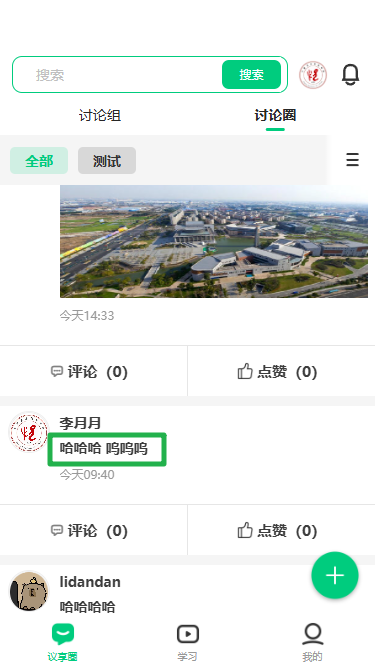 搜索
搜索
讨论组
讨论圈
全部
测试
今天14:33
评论（0）
点赞（0）
李月月
哈哈哈 呜呜呜
今天09:40
评论（0）
点赞（0）
lidandan
哈哈哈哈
议享圈
学习
我的